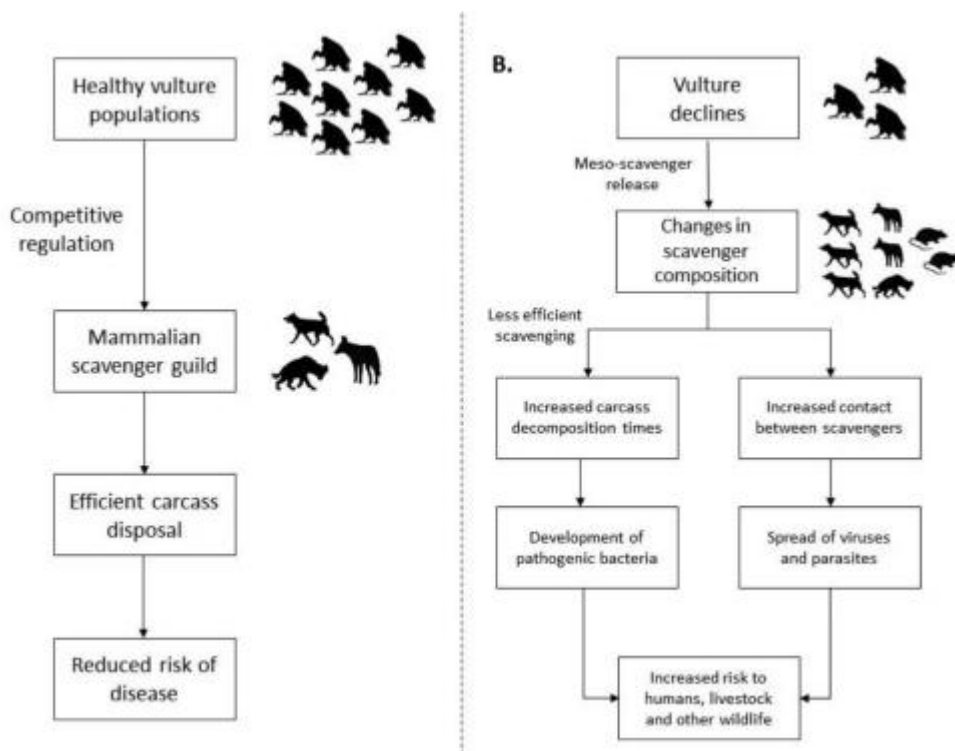 Healthy vulture
populations
Competitive
regulation
Mammalian
scavenger guild
Efficient carcass
disposal
Reduced risk of
disease
B.
Vulture
declines
Meso-scavenger
release
Changes in
scavenger
composition
Less efficient
scavenging
Increased carcass
decomposition times
Increased contact
between scavengers
Development of
pathogenic bacteria
Spread of viruses
and parasites
Increased risk to
humans, livestock
and other wildlife